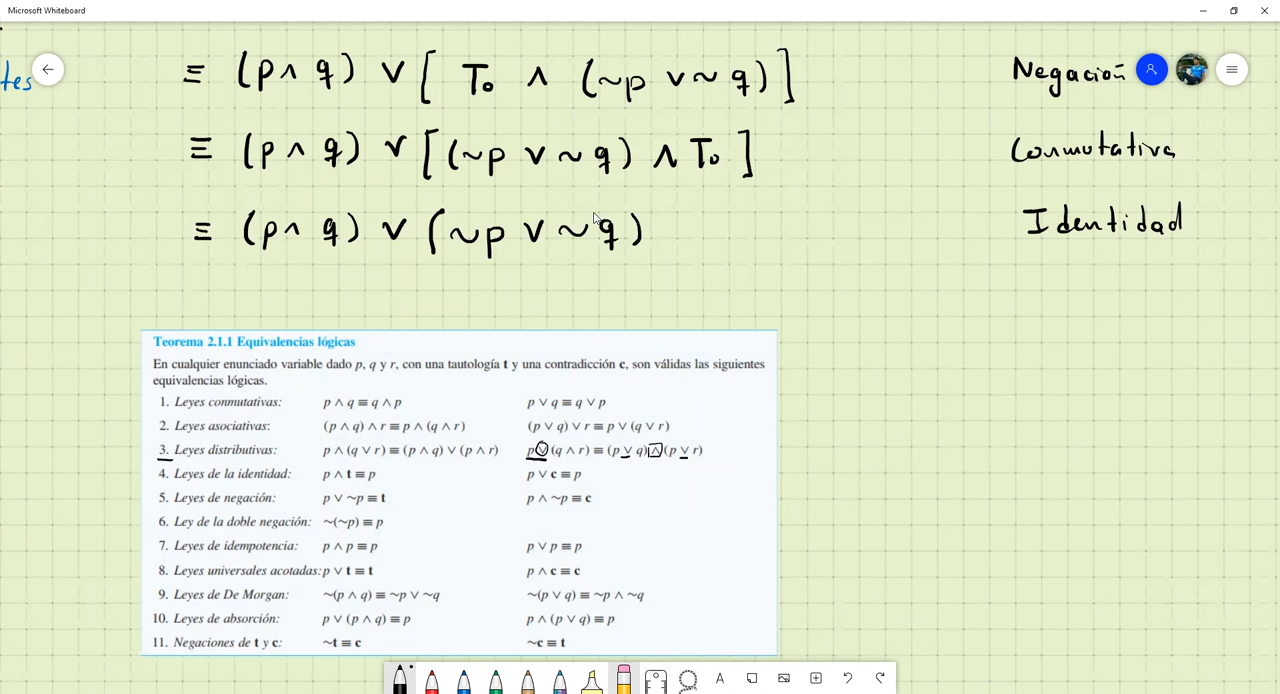 Microsoft Whiteboard
tes
≡ (p ∧ q) ∨ [ T₀ ∧ (~p ∨ ~q) ] Negación
≡ (p ∧ q) ∨ [ (~p ∨ ~q) ∧ T₀ ] Conmutativa
≡ (p ∧ q) ∨ (~p ∨ ~q) Identidad
Teorema 2.1.1 Equivalencias lógicas
En cualquier enunciado variable dado p, q y r, con una tautología t y una contradicción c, son válidas las siguientes
equivalencias lógicas.
1. Leyes conmutativas: p ∧ q ≡ q ∧ p p ∨ q ≡ q ∨ p
2. Leyes asociativas: (p ∧ q) ∧ r ≡ p ∧ (q ∧ r) (p ∨ q) ∨ r ≡ p ∨ (q ∨ r)
3. Leyes distributivas: p ∧ (q ∨ r) ≡ (p ∧ q) ∨ (p ∧ r) p ∨ (q ∧ r) ≡ (p ∨ q) ∧ (p ∨ r)
4. Leyes de la identidad: p ∧ t ≡ p p ∨ c ≡ p
5. Leyes de negación: p ∨ ~p ≡ t p ∧ ~p ≡ c
6. Ley de la doble negación: ~(~p) ≡ p
7. Leyes de idempotencia: p ∧ p ≡ p p ∨ p ≡ p
8. Leyes universales acotadas: p ∨ t ≡ t p ∧ c ≡ c
9. Leyes de De Morgan: ~(p ∧ q) ≡ ~p ∨ ~q ~(p ∨ q) ≡ ~p ∧ ~q
10. Leyes de absorción: p ∨ (p ∧ q) ≡ p p ∧ (p ∨ q) ≡ p
11. Negaciones de t y c: ~t ≡ c ~c ≡ t